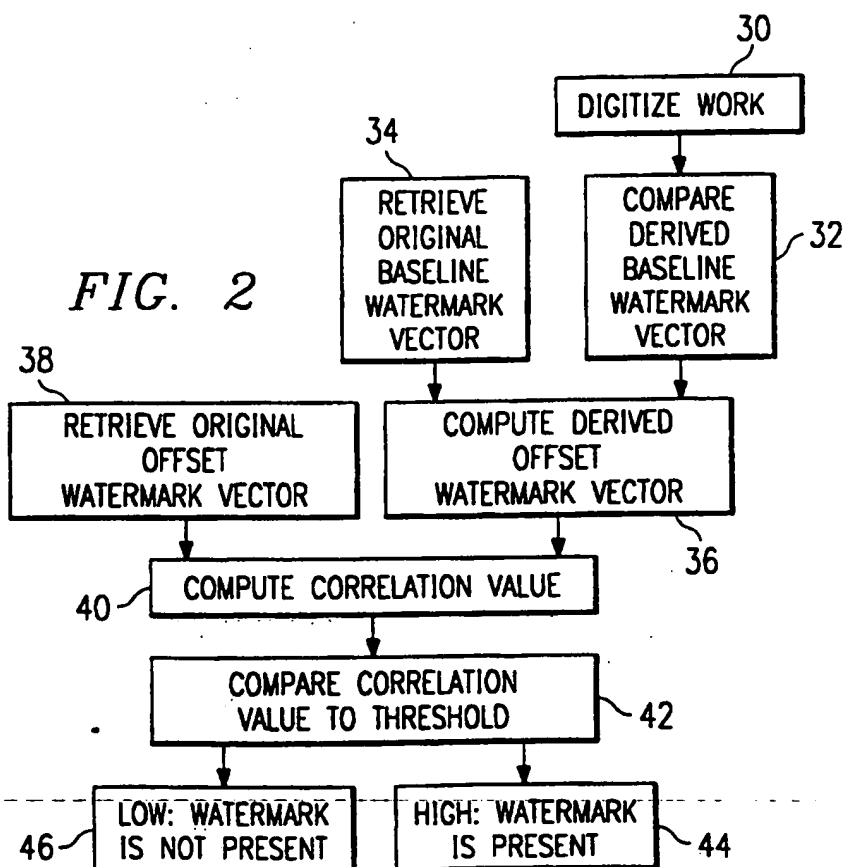 30
DIGITIZE WORK
34
RETRIEVE
ORIGINAL
BASELINE
WATERMARK
VECTOR
COMPARE
DERIVED
BASELINE
WATERMARK
VECTOR
32
FIG. 2
38
RETRIEVE ORIGINAL
OFFSET
WATERMARK VECTOR
COMPUTE DERIVED
OFFSET
WATERMARK VECTOR
36
40
COMPUTE CORRELATION VALUE
COMPARE CORRELATION
VALUE TO THRESHOLD
42
46
LOW: WATERMARK
IS NOT PRESENT
HIGH: WATERMARK
IS PRESENT
44